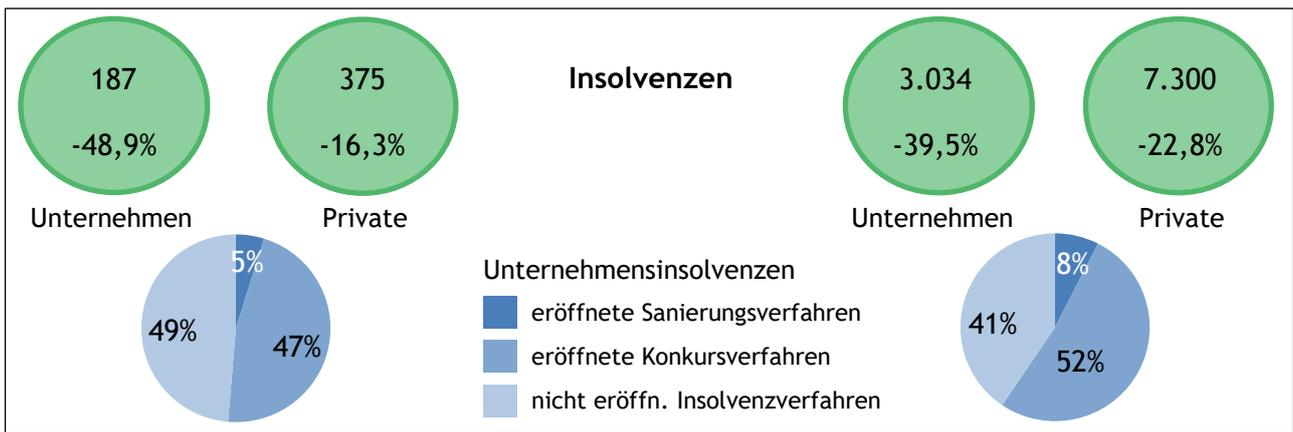 187
-48,9%
Unternehmen
375
-16,3%
Private
Insolvenzen
3.034
-39,5%
Unternehmen
7.300
-22,8%
Private
5%
49%
47%
Unternehmensinsolvenzen
eröffnete Sanierungsverfahren
eröffnete Konkursverfahren
nicht eröffn. Insolvenzverfahren
8%
41%
52%